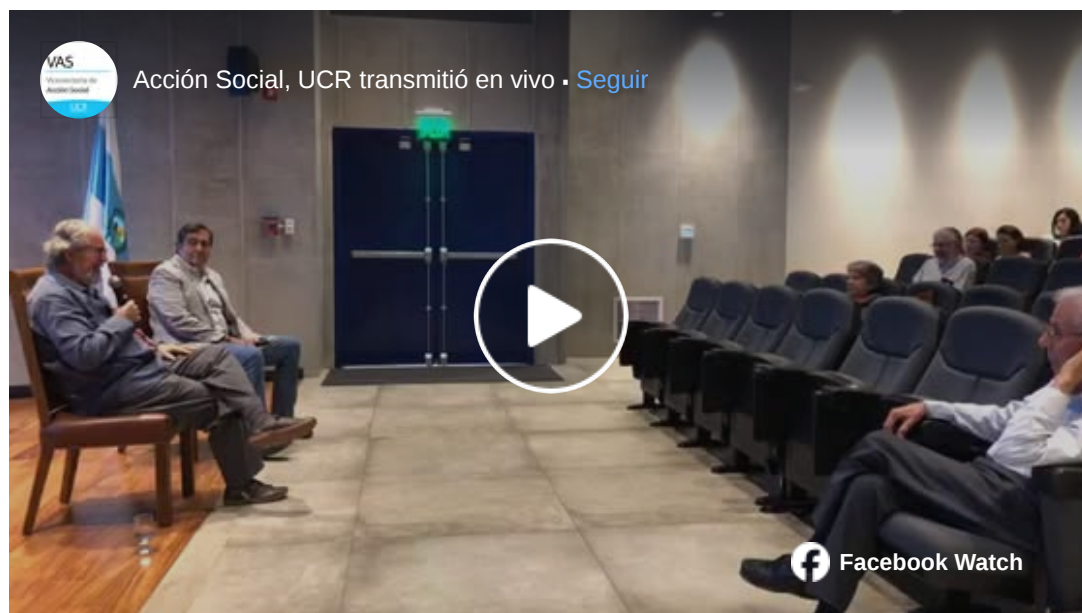 VAS
Vicerrectoría de
Acción Social
UCR
Acción Social, UCR transmitió en vivo · Seguir
Facebook Watch